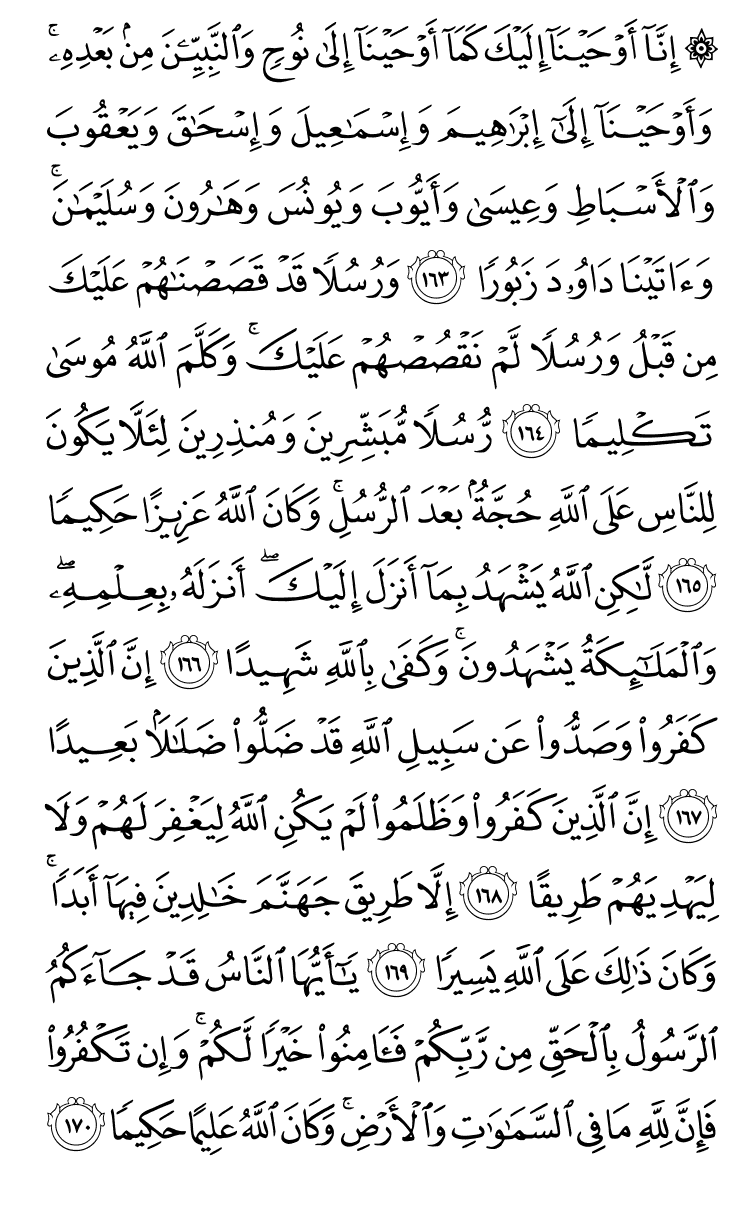 ۞ إِنَّآ أَوْحَيْنَآ إِلَيْكَ كَمَآ أَوْحَيْنَآ إِلَىٰ نُوحٍ وَٱلنَّبِيِّـۧنَ مِنۢ بَعْدِهِۦ ۚ
وَأَوْحَيْنَآ إِلَىٰٓ إِبْرَٰهِيمَ وَإِسْمَـٰعِيلَ وَإِسْحَـٰقَ وَيَعْقُوبَ
وَٱلْأَسْبَاطِ وَعِيسَىٰ وَأَيُّوبَ وَيُونُسَ وَهَـٰرُونَ وَسُلَيْمَـٰنَ ۚ
وَءَاتَيْنَا دَاوُۥدَ زَبُورًا ١٦٣ وَرُسُلًا قَدْ قَصَصْنَـٰهُمْ عَلَيْكَ
مِن قَبْلُ وَرُسُلًا لَّمْ نَقْصُصْهُمْ عَلَيْكَ ۚ وَكَلَّمَ ٱللَّهُ مُوسَىٰ
تَكْلِيمًا ١٦٤ رُّسُلًا مُّبَشِّرِينَ وَمُنذِرِينَ لِئَلَّا يَكُونَ
لِلنَّاسِ عَلَى ٱللَّهِ حُجَّةٌۢ بَعْدَ ٱلرُّسُلِ ۚ وَكَانَ ٱللَّهُ عَزِيزًا حَكِيمًا
١٦٥ لَّـٰكِنِ ٱللَّهُ يَشْهَدُ بِمَآ أَنزَلَ إِلَيْكَ ۖ أَنزَلَهُۥ بِعِلْمِهِۦ ۖ
وَٱلْمَلَـٰٓئِكَةُ يَشْهَدُونَ ۚ وَكَفَىٰ بِٱللَّهِ شَهِيدًا ١٦٦ إِنَّ ٱلَّذِينَ
كَفَرُوا۟ وَصَدُّوا۟ عَن سَبِيلِ ٱللَّهِ قَدْ ضَلُّوا۟ ضَلَـٰلًۢا بَعِيدًا
١٦٧ إِنَّ ٱلَّذِينَ كَفَرُوا۟ وَظَلَمُوا۟ لَمْ يَكُنِ ٱللَّهُ لِيَغْفِرَ لَهُمْ وَلَا
لِيَهْدِيَهُمْ طَرِيقًا ١٦٨ إِلَّا طَرِيقَ جَهَنَّمَ خَـٰلِدِينَ فِيهَآ أَبَدًا ۚ
وَكَانَ ذَٰلِكَ عَلَى ٱللَّهِ يَسِيرًا ١٦٩ يَـٰٓأَيُّهَا ٱلنَّاسُ قَدْ جَآءَكُمُ
ٱلرَّسُولُ بِٱلْحَقِّ مِن رَّبِّكُمْ فَـَٔامِنُوا۟ خَيْرًا لَّكُمْ ۚ وَإِن تَكْفُرُوا۟
فَإِنَّ لِلَّهِ مَا فِى ٱلسَّمَـٰوَٰتِ وَٱلْأَرْضِ ۚ وَكَانَ ٱللَّهُ عَلِيمًا حَكِيمًا ١٧٠